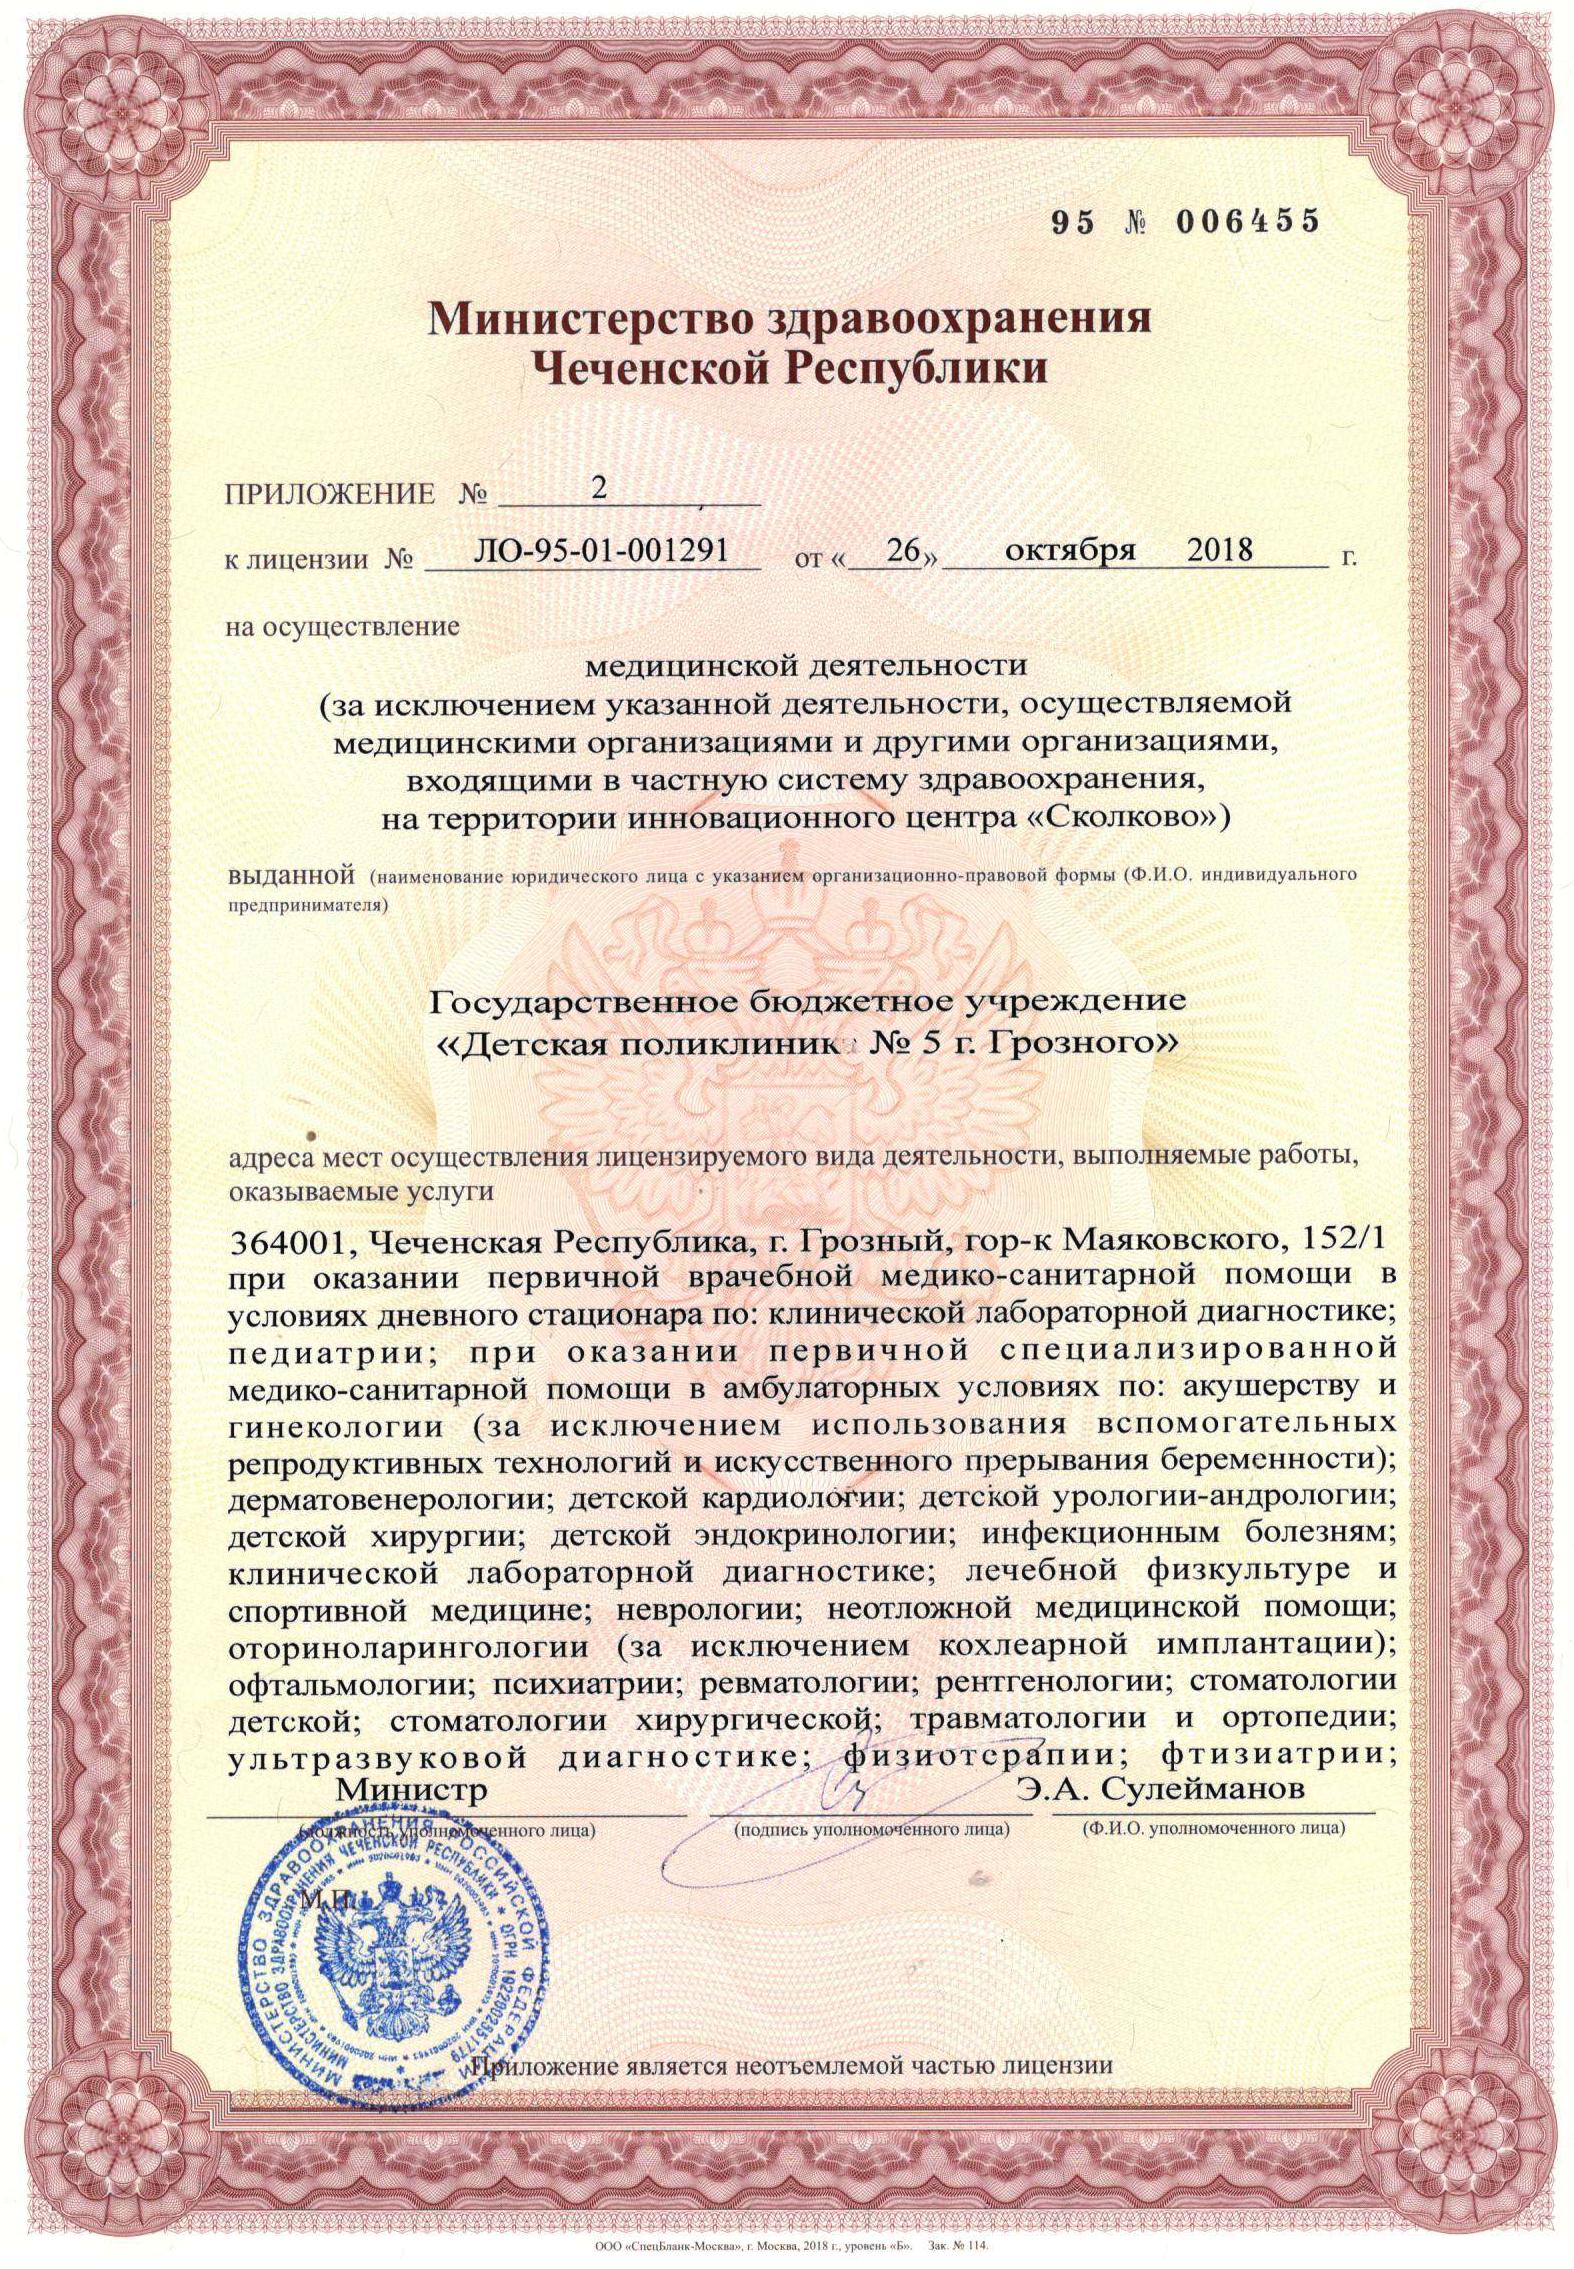 95 № 006455
Министерство здравоохранения
Чеченской Республики
ПРИЛОЖЕНИЕ № 2
к лицензии № ЛО-95-01-001291 от « 26 » октября 2018 г.
на осуществление
медицинской деятельности
(за исключением указанной деятельности, осуществляемой
медицинскими организациями и другими организациями,
входящими в частную систему здравоохранения,
на территории инновационного центра «Сколково»)
выданной (наименование юридического лица с указанием организационно-правовой формы (Ф.И.О. индивидуального
предпринимателя)
Государственное бюджетное учреждение
«Детская поликлиник № 5 г. Грозного»
адреса мест осуществления лицензируемого вида деятельности, выполняемые работы,
оказываемые услуги
364001, Чеченская Республика, г. Грозный, гор-к Маяковского, 152/1
при оказании первичной врачебной медико-санитарной помощи в
условиях дневного стационара по: клинической лабораторной диагностике;
педиатрии; при оказании первичной специализированной
медико-санитарной помощи в амбулаторных условиях по: акушерству и
гинекологии (за исключением использования вспомогательных
репродуктивных технологий и искусственного прерывания беременности);
дерматовенерологии; детской кардиологии; детской урологии-андрологии;
детской хирургии; детской эндокринологии; инфекционным болезням;
клинической лабораторной диагностике; лечебной физкультуре и
спортивной медицине; неврологии; неотложной медицинской помощи;
оториноларингологии (за исключением кохлеарной имплантации);
офтальмологии; психиатрии; ревматологии; рентгенологии; стоматологии
детской; стоматологии хирургической; травматологии и ортопедии;
ультразвуковой диагностике; физиотерапии; фтизиатрии;
Министр Э.А. Сулейманов
(должность уполномоченного лица) (подпись уполномоченного лица) (Ф.И.О. уполномоченного лица)
М.П.
МИНИСТЕРСТВО ЗДРАВООХРАНЕНИЯ РОССИЙСКОЙ ФЕДЕРАЦИИ
МИНИСТЕРСТВО ЗДРАВООХРАНЕНИЯ ЧЕЧЕНСКОЙ РЕСПУБЛИКИ * ОГРН 1022002551779
Приложение является неотъемлемой частью лицензии
ООО «СпецБланк-Москва», г. Москва, 2018 г., уровень «Б». Зак. № 114.